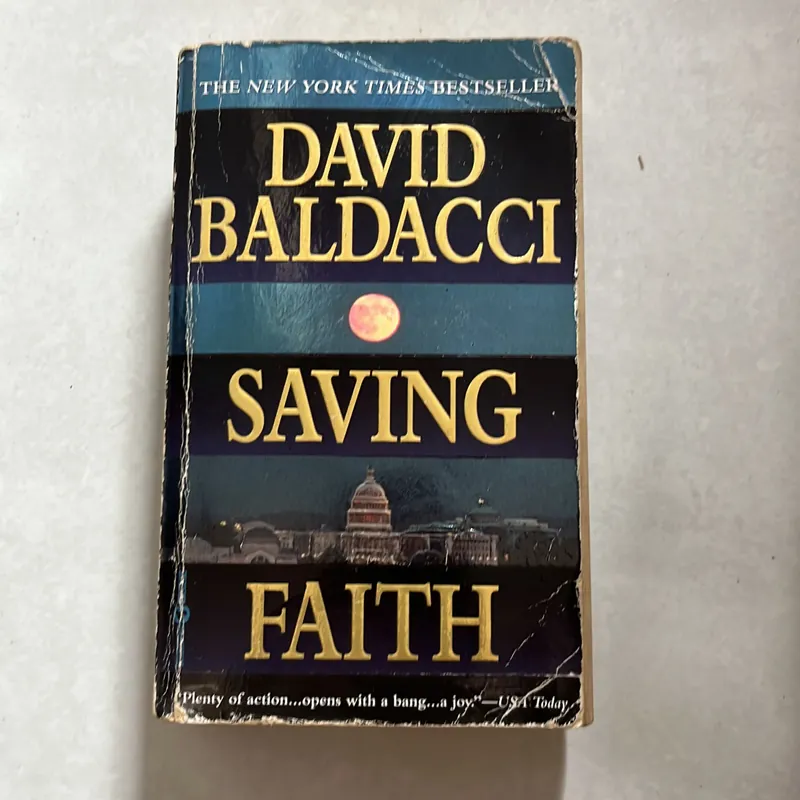 THE NEW YORK TIMES BESTSELLER
DAVID
BALDACCI
SAVING
FAITH
"Plenty of action...opens with a bang...a joy."—USA Today